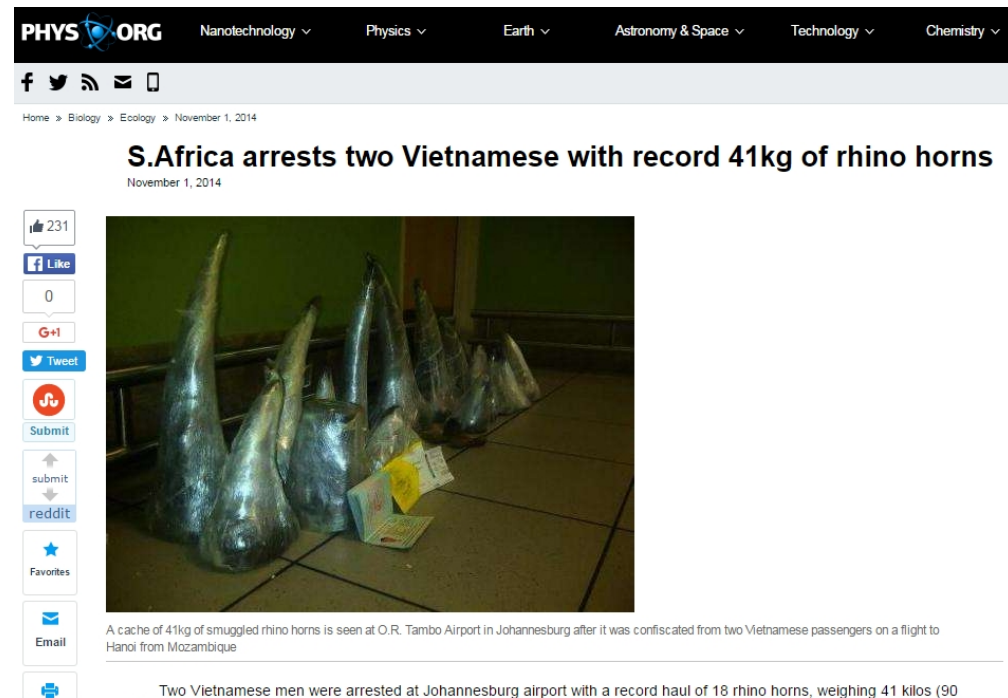 PHYS ORG
Nanotechnology
Physics
Earth
Astronomy & Space
Technology
Chemistry
Home » Biology » Ecology » November 1, 2014
S.Africa arrests two Vietnamese with record 41kg of rhino horns
November 1, 2014
231
Like
0
G+1
Tweet
Submit
submit
reddit
Favorites
Email
A cache of 41kg of smuggled rhino horns is seen at O.R. Tambo Airport in Johannesburg after it was confiscated from two Vietnamese passengers on a flight to
Hanoi from Mozambique
Two Vietnamese men were arrested at Johannesburg airport with a record haul of 18 rhino horns, weighing 41 kilos (90